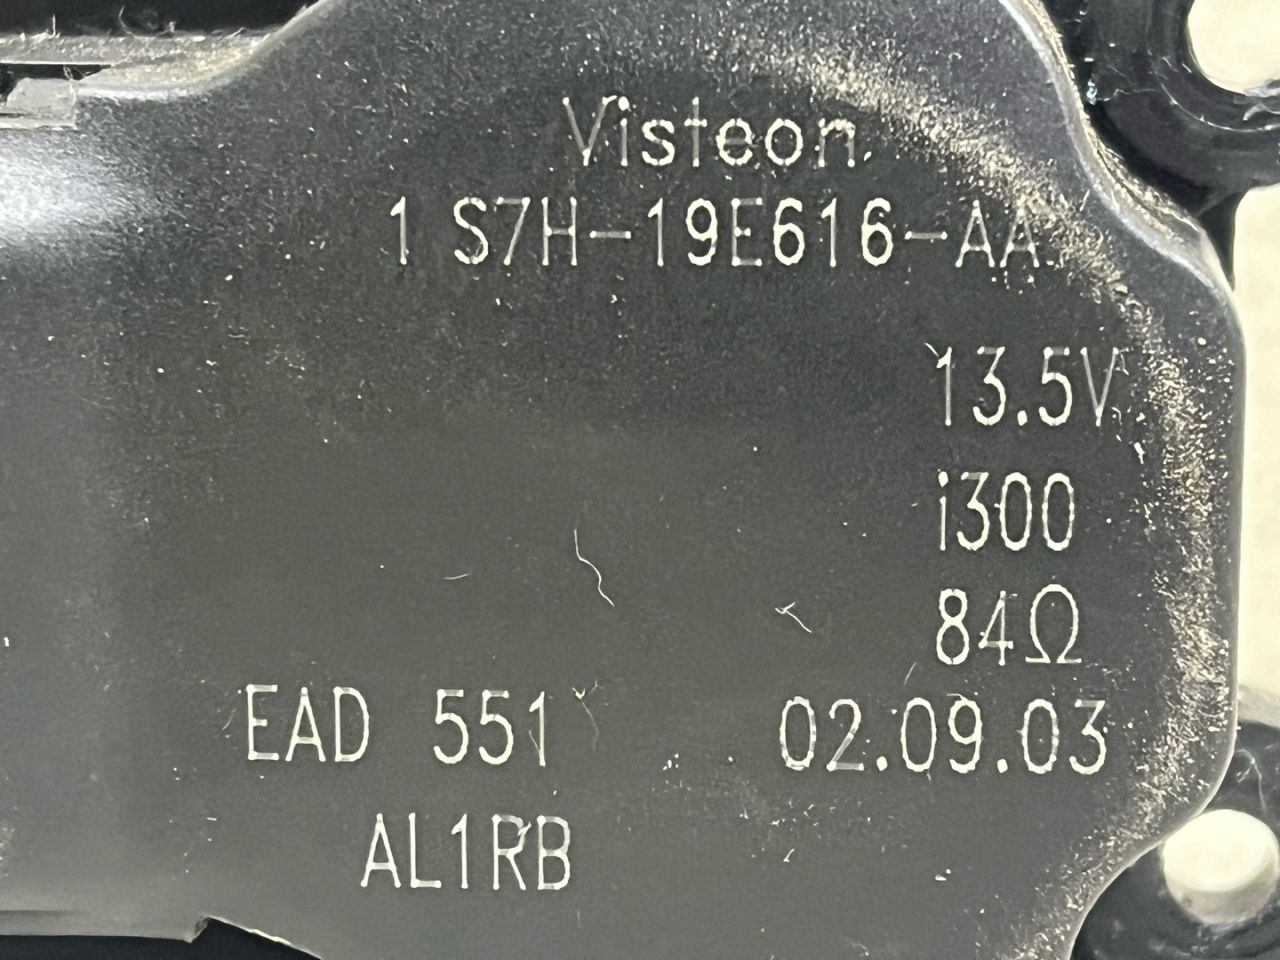 Visteon
1 S7H-19E616-AA
13.5V
i300
84Ω
EAD 551 02.09.03
AL1RB